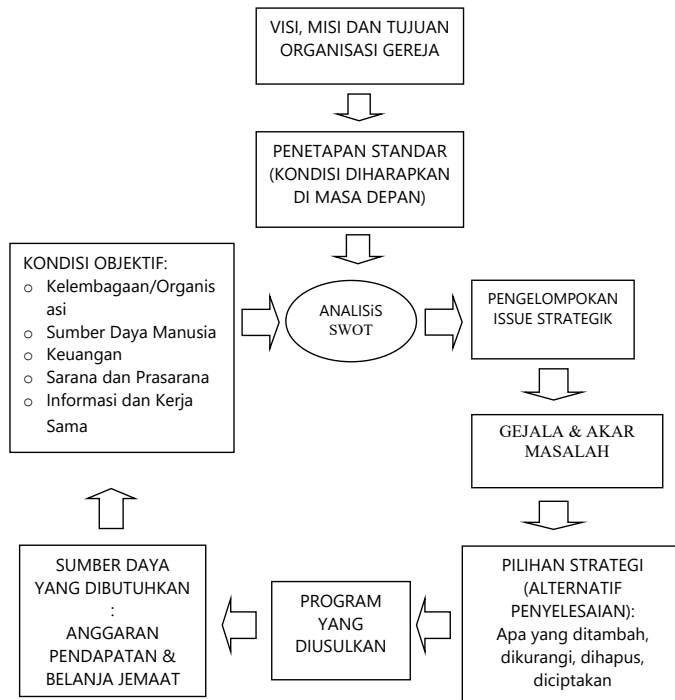 VISI, MISI DAN TUJUAN
ORGANISASI GEREJA
PENETAPAN STANDAR
(KONDISI DIHARAPKAN
DI MASA DEPAN)
KONDISI OBJEKTIF:
o Kelembagaan/Organis
asi
o Sumber Daya Manusia
o Keuangan
o Sarana dan Prasarana
o Informasi dan Kerja
Sama
ANALISiS
SWOT
PENGELOMPOKAN
ISSUE STRATEGIK
GEJALA & AKAR
MASALAH
PILIHAN STRATEGI
(ALTERNATIF
PENYELESAIAN):
Apa yang ditambah,
dikurangi, dihapus,
diciptakan
PROGRAM
YANG
DIUSULKAN
SUMBER DAYA
YANG DIBUTUHKAN
:
ANGGARAN
PENDAPATAN &
BELANJA JEMAAT